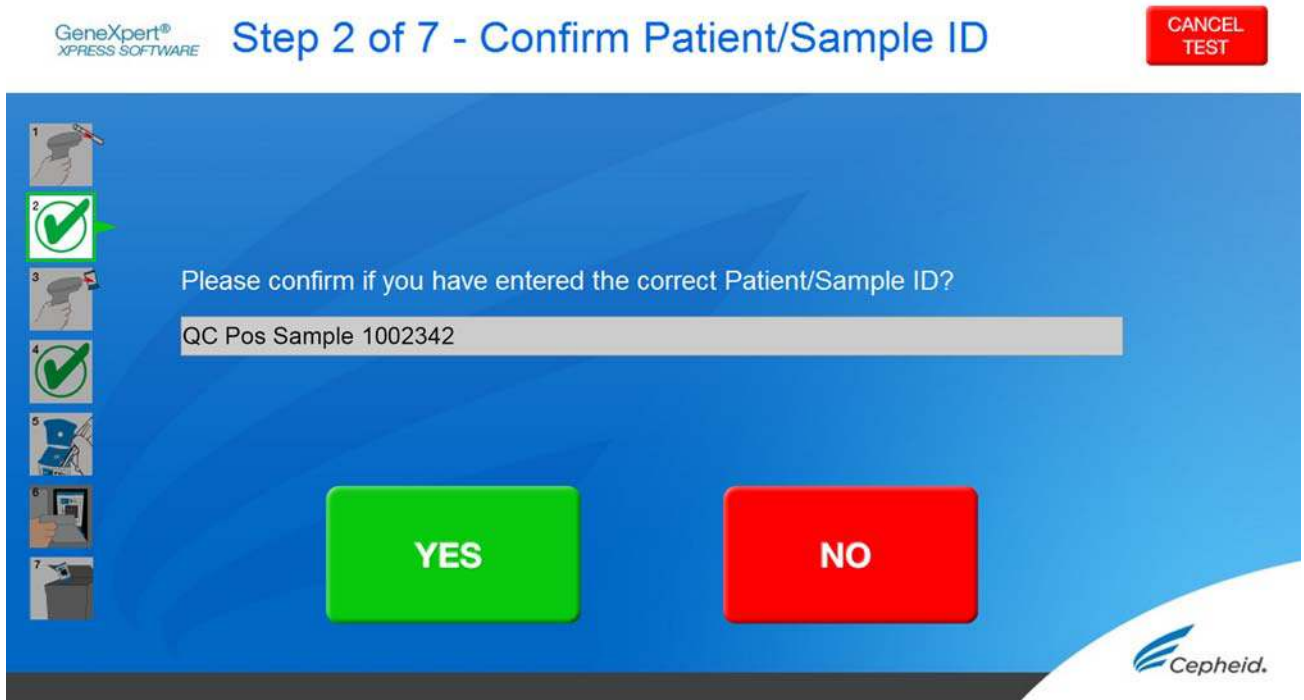 GeneXpert®
XPRESS SOFTWARE
Step 2 of 7 - Confirm Patient/Sample ID
CANCEL
TEST
1
2
3
4
5
6
7
Please confirm if you have entered the correct Patient/Sample ID?
QC Pos Sample 1002342
YES
NO
Cepheid.